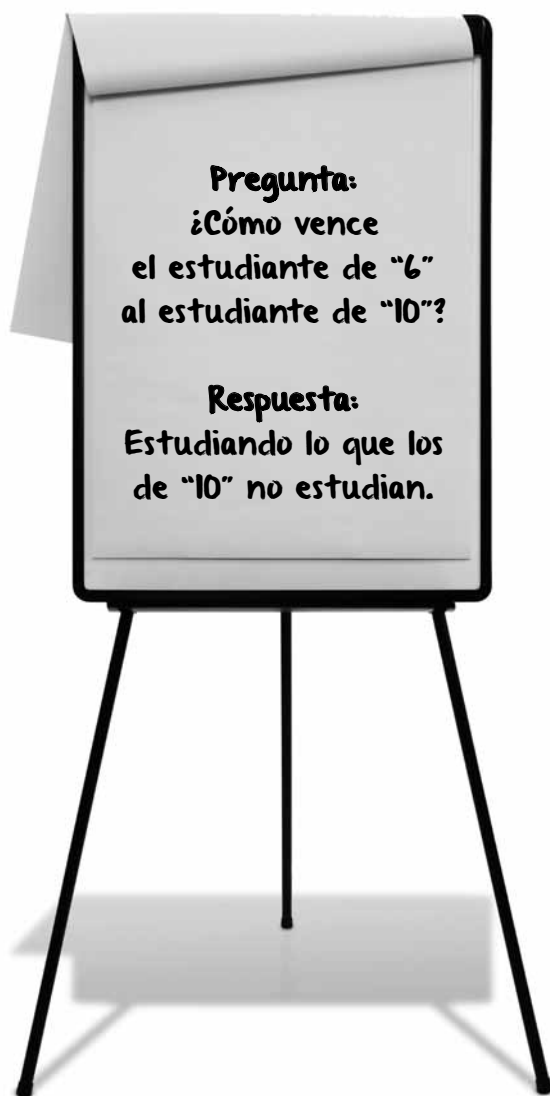 Pregunta:
¿Cómo vence
el estudiante de “6”
al estudiante de “10”?
Respuesta:
Estudiando lo que los
de “10” no estudian.